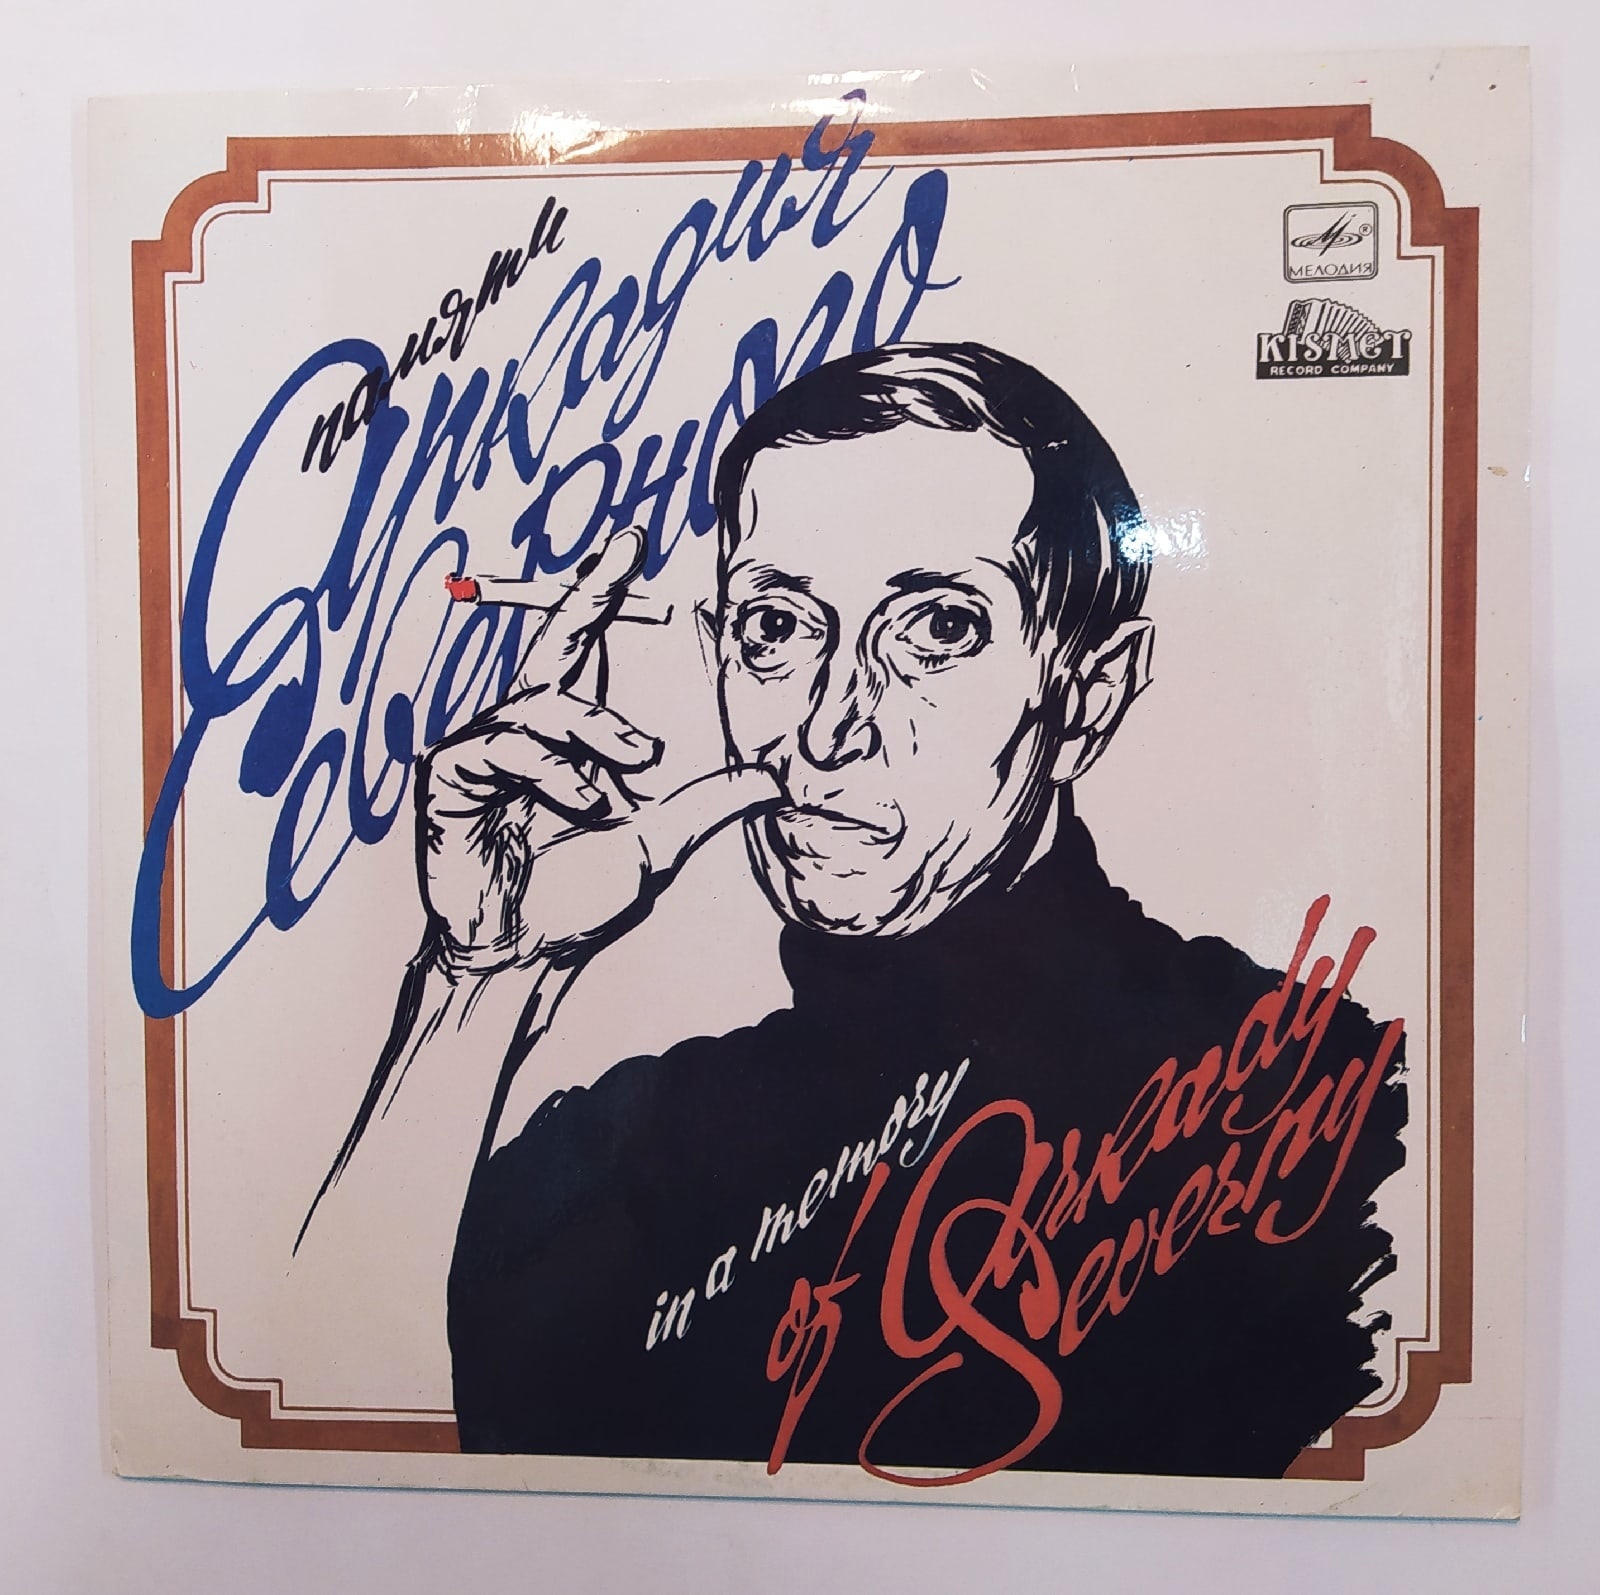 памяти
Аркадия
Северного
МЕЛОДИЯ
KISMET
RECORD COMPANY
in a memory
of Arkady
Severny